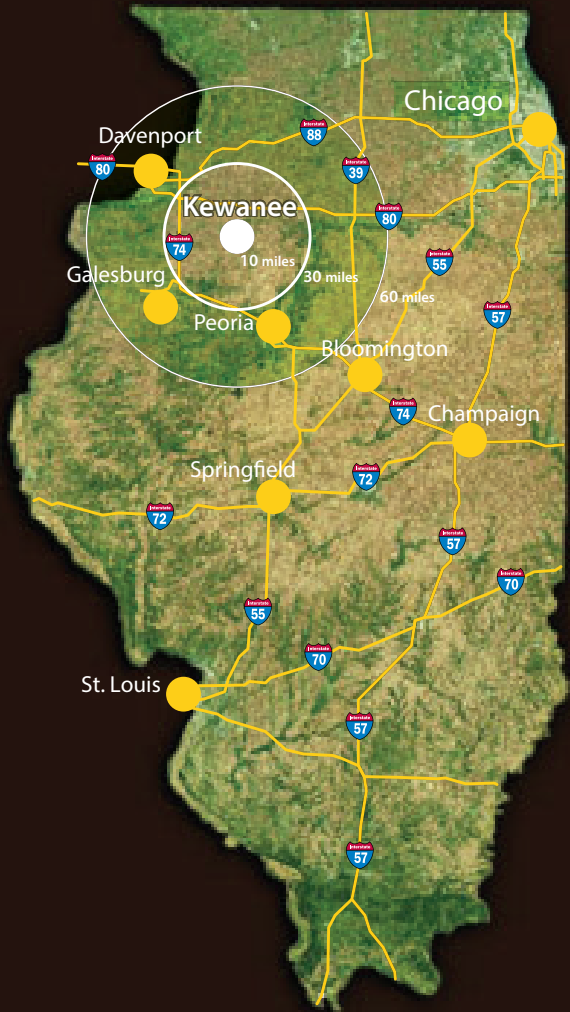 Chicago
Interstate
88
Davenport
Interstate
80
Interstate
39
Kewanee
Interstate
80
Interstate
74
10 miles
Interstate
55
Galesburg
30 miles
60 miles
Interstate
57
Peoria
Bloomington
Interstate
74
Champaign
Springfield
Interstate
72
Interstate
72
Interstate
57
Interstate
70
Interstate
55
Interstate
70
St. Louis
Interstate
57
Interstate
57